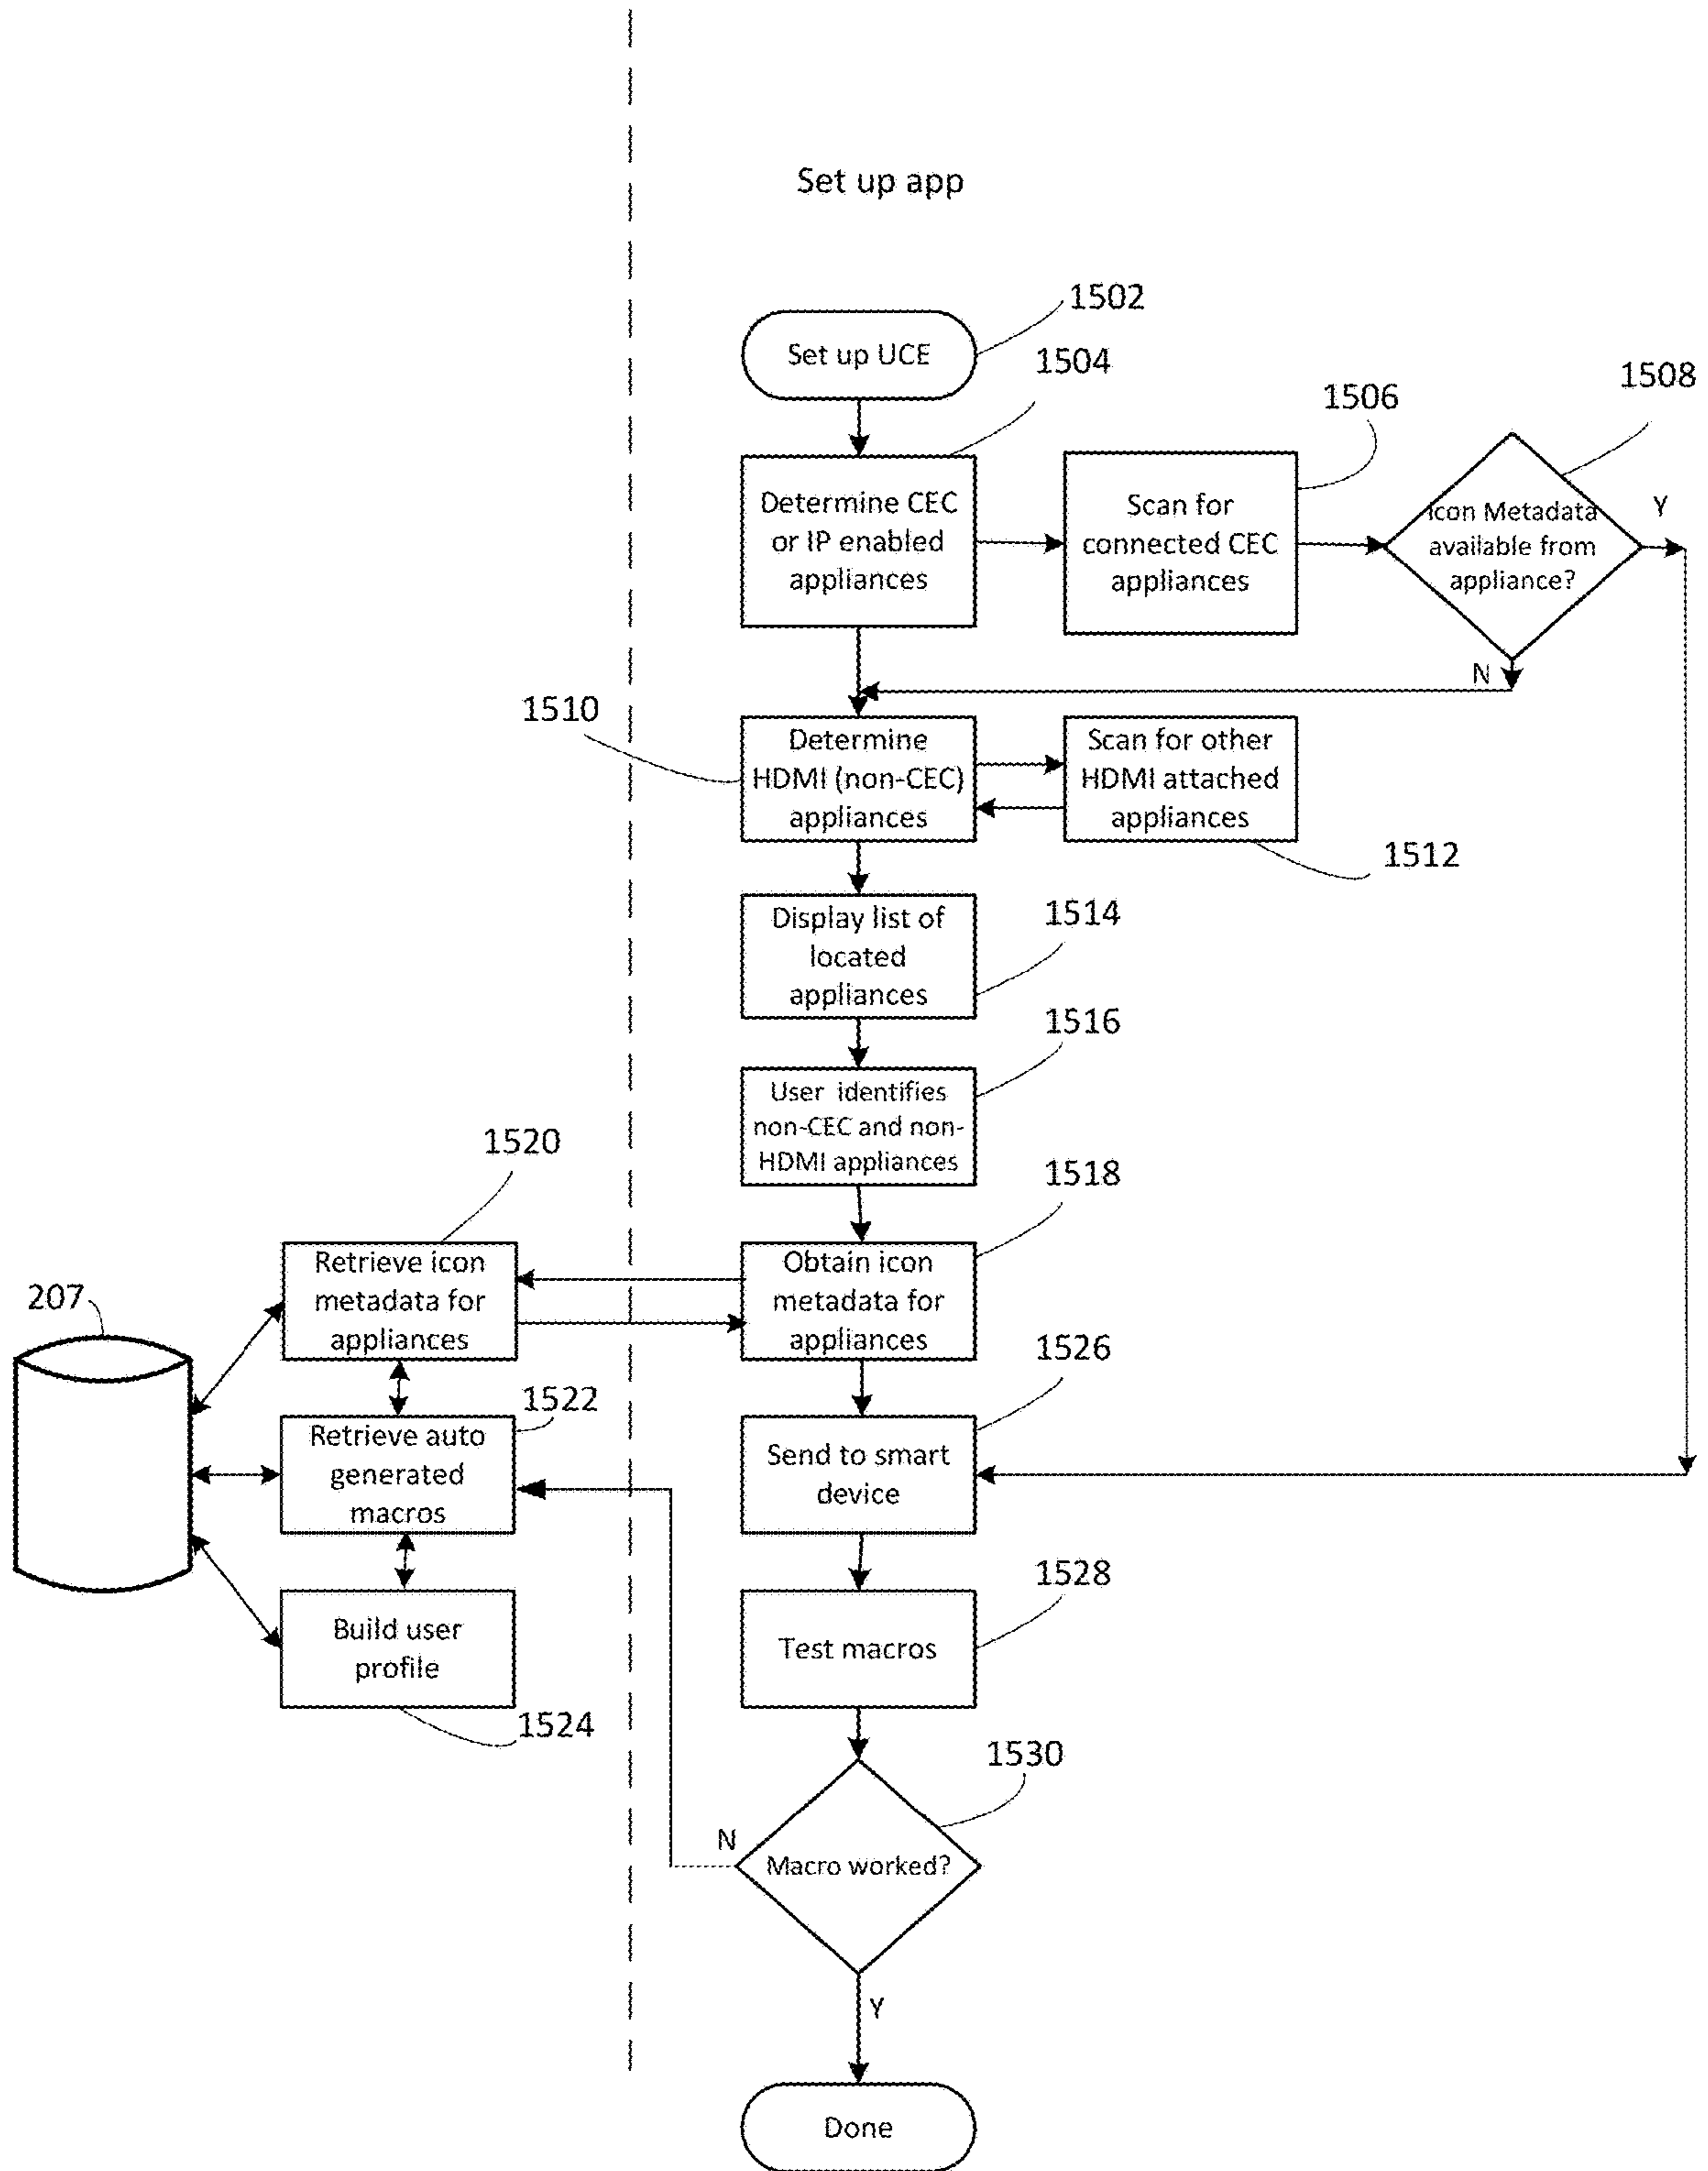 Set up app
1502
Set up UCE
1504
1506
1508
Determine CEC
or IP enabled
appliances
Scan for
connected CEC
appliances
Icon Metadata
available from
appliance?
Y
N
1510
Determine
HDMI (non-CEC)
appliances
Scan for other
HDMI attached
appliances
1512
Display list of
located
appliances
1514
1516
User identifies
non-CEC and non-
HDMI appliances
1520
1518
Retrieve icon
metadata for
appliances
Obtain icon
metadata for
appliances
207
1526
1522
Retrieve auto
generated
macros
Send to smart
device
1528
Build user
profile
Test macros
1524
1530
N
Macro worked?
Y
Done